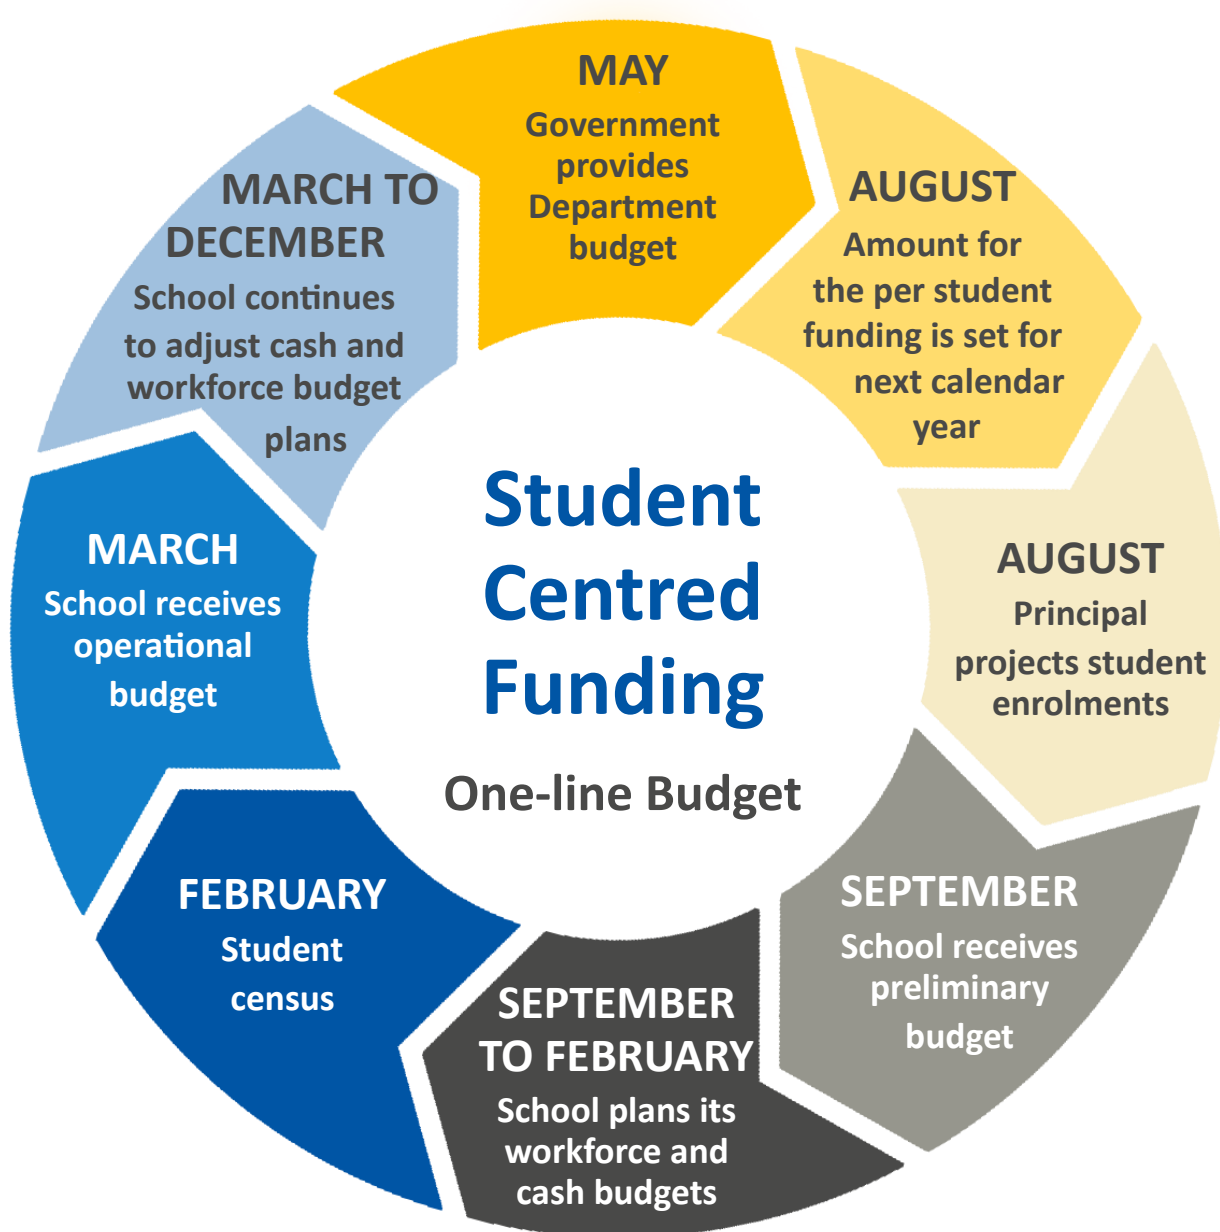 MAY
Government
provides
Department
budget
AUGUST
Amount for
the per student
funding is set for
next calendar
year
AUGUST
Principal
projects student
enrolments
SEPTEMBER
School receives
preliminary
budget
SEPTEMBER
TO FEBRUARY
School plans its
workforce and
cash budgets
FEBRUARY
Student
census
MARCH
School receives
operational
budget
MARCH TO
DECEMBER
School continues
to adjust cash and
workforce budget
plans
Student
Centred
Funding
One-line Budget